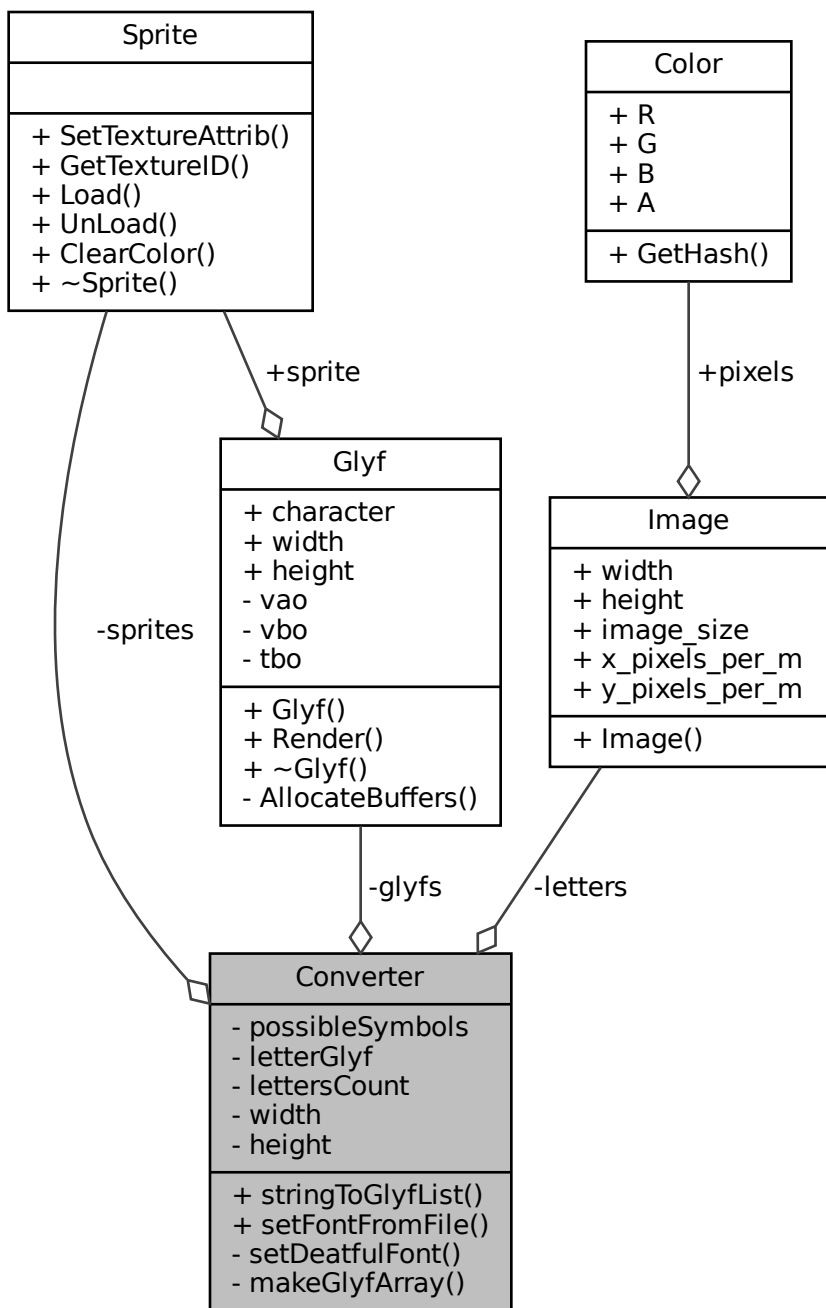 Sprite
+ SetTextureAttrib()
+ GetTextureID()
+ Load()
+ UnLoad()
+ ClearColor()
+ ~Sprite()
Color
+ R
+ G
+ B
+ A
+ GetHash()
+sprite
+pixels
Glyf
+ character
+ width
+ height
- vao
- vbo
- tbo
+ Glyf()
+ Render()
+ ~Glyf()
- AllocateBuffers()
Image
+ width
+ height
+ image_size
+ x_pixels_per_m
+ y_pixels_per_m
+ Image()
-sprites
-glyfs
-letters
Converter
- possibleSymbols
- letterGlyf
- lettersCount
- width
- height
+ stringToGlyfList()
+ setFontFromFile()
- setDeatfulFont()
- makeGlyfArray()